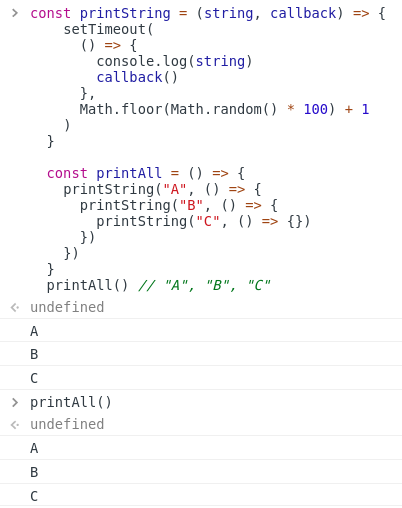 const printString = (string, callback) => {
    setTimeout(
      () => {
        console.log(string)
        callback()
      },
      Math.floor(Math.random() * 100) + 1
    )
  }

  const printAll = () => {
    printString("A", () => {
      printString("B", () => {
        printString("C", () => {})
      })
    })
  }
  printAll() // "A", "B", "C"
undefined
A
B
C
printAll()
undefined
A
B
C